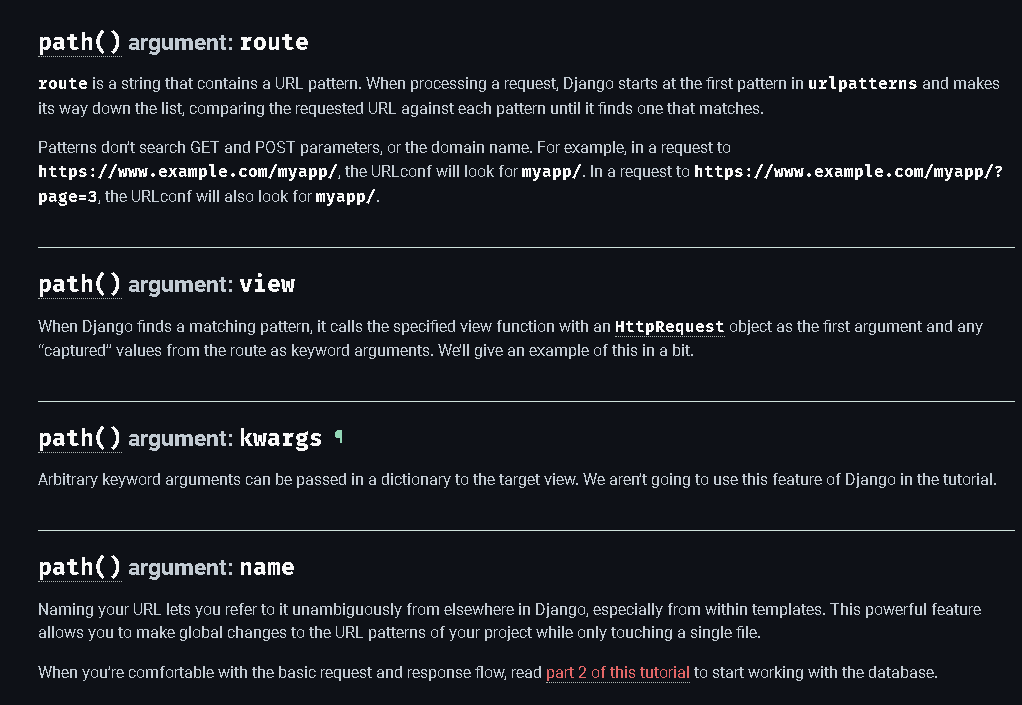 path() argument: route
route is a string that contains a URL pattern. When processing a request, Django starts at the first pattern in urlpatterns and makes
its way down the list, comparing the requested URL against each pattern until it finds one that matches.
Patterns don’t search GET and POST parameters, or the domain name. For example, in a request to
https://www.example.com/myapp/, the URLconf will look for myapp/. In a request to https://www.example.com/myapp/?
page=3, the URLconf will also look for myapp/.
path() argument: view
When Django finds a matching pattern, it calls the specified view function with an HttpRequest object as the first argument and any
“captured” values from the route as keyword arguments. We’ll give an example of this in a bit.
path() argument: kwargs ¶
Arbitrary keyword arguments can be passed in a dictionary to the target view. We aren’t going to use this feature of Django in the tutorial.
path() argument: name
Naming your URL lets you refer to it unambiguously from elsewhere in Django, especially from within templates. This powerful feature
allows you to make global changes to the URL patterns of your project while only touching a single file.
When you’re comfortable with the basic request and response flow, read part 2 of this tutorial to start working with the database.